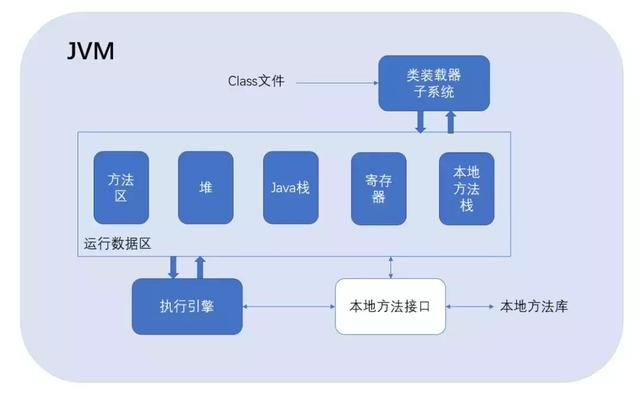 JVM
Class文件
类装载器
子系统
方法
区
堆
Java栈
寄存
器
本地
方法
栈
运行数据区
执行引擎
本地方法接口
本地方法库